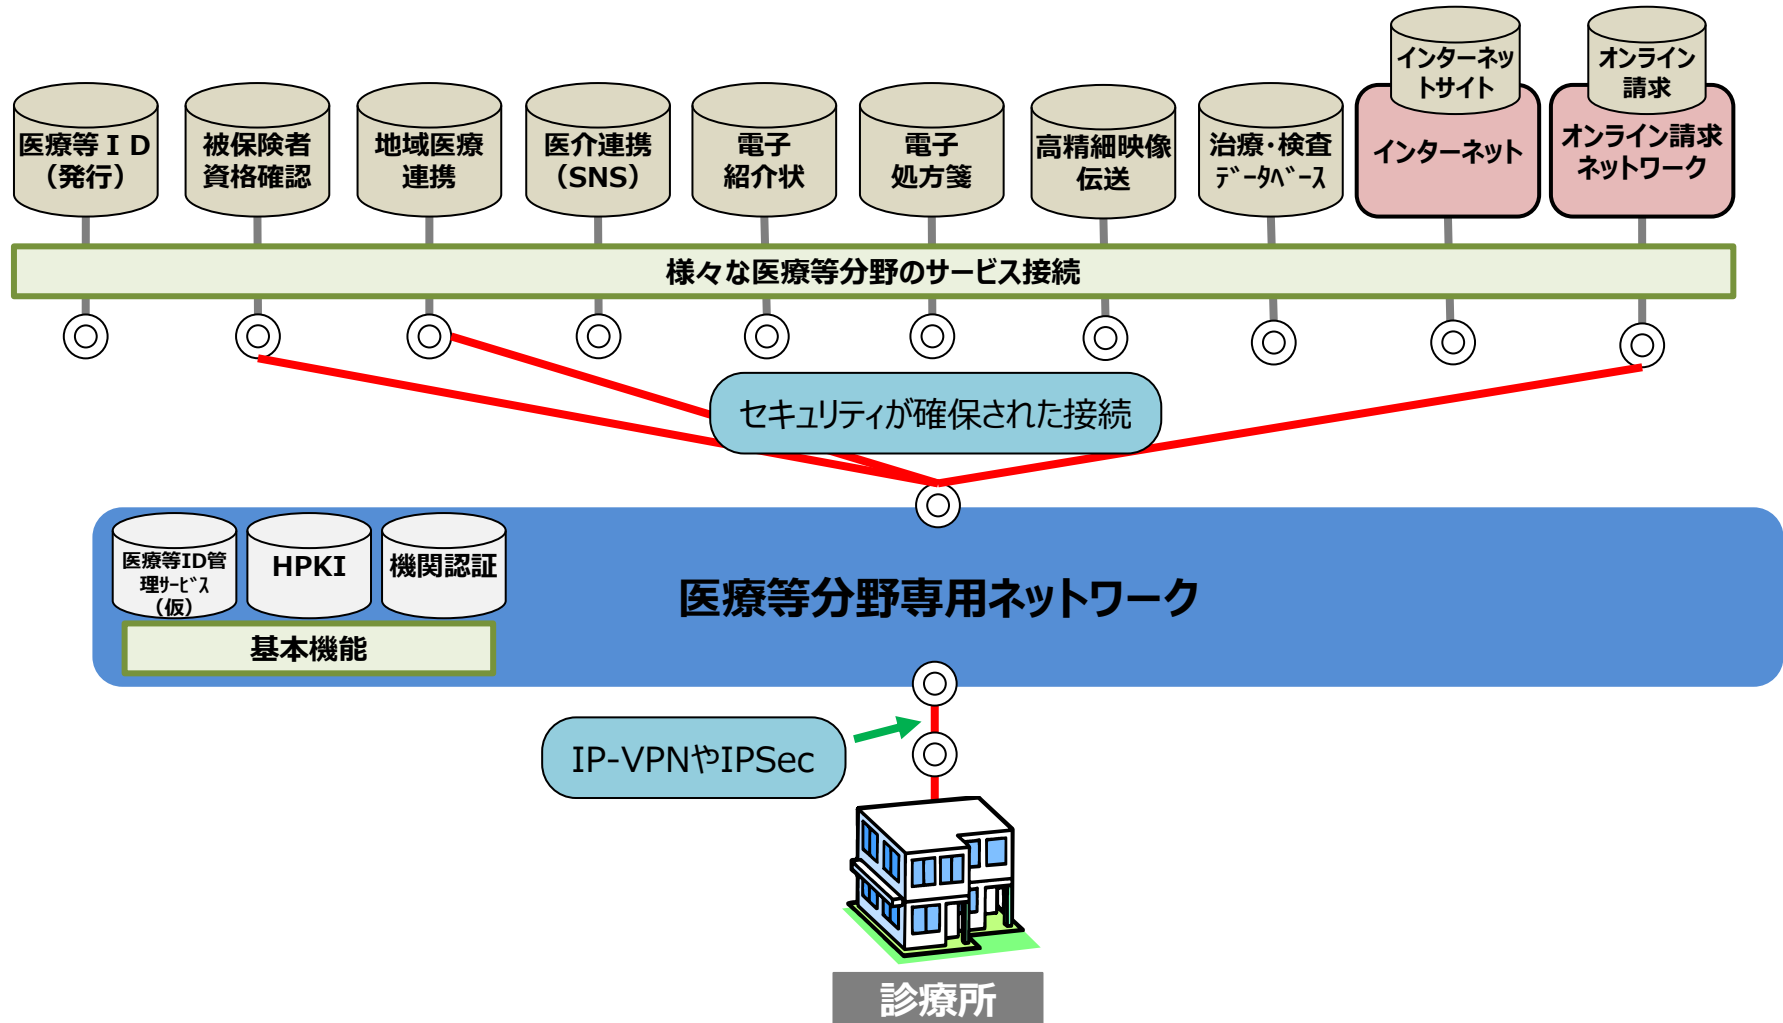 インターネッ
トサイト
オンライン
請求
医療等ＩＤ
（発行）
被保険者
資格確認
地域医療
連携
医介連携
（SNS）
電子
紹介状
電子
処方箋
高精細映像
伝送
治療・検査
ﾃﾞｰﾀﾍﾞｰｽ
インターネット
オンライン請求
ネットワーク
様々な医療等分野のサービス接続
セキュリティが確保された接続
医療等ID管
理ｻｰﾋﾞｽ
（仮）
HPKI
機関認証
基本機能
医療等分野専用ネットワーク
IP-VPNやIPSec
診療所